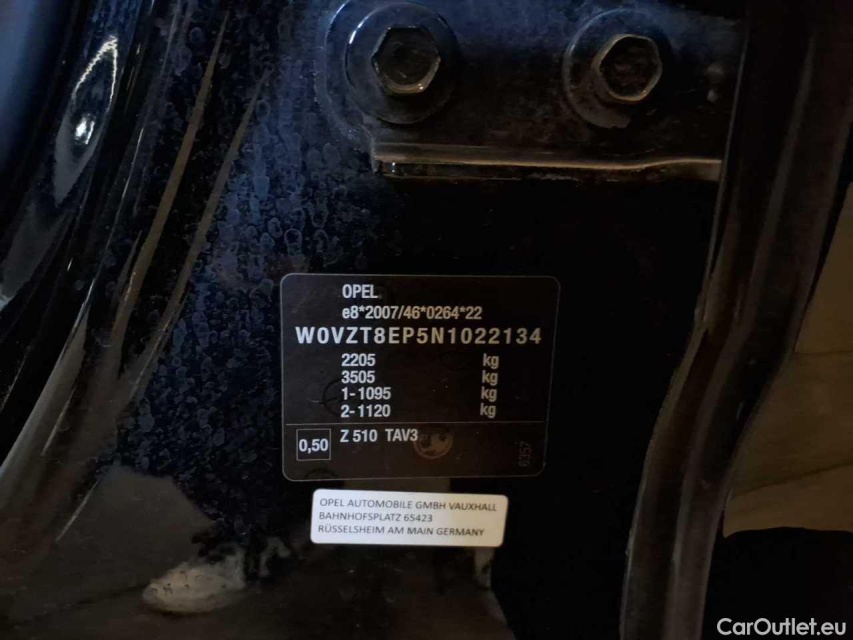 OPEL
e8*2007/46*0264*22
W0VZT8EP5N1022134
2205 kg
3505 kg
1-1095 kg
2-1120 kg
0,50 Z 510 TAV3
6357
OPEL AUTOMOBILE GMBH VAUXHALL
BAHNHOFSPLATZ 65423
RÜSSELSHEIM AM MAIN GERMANY
CarOutlet.eu